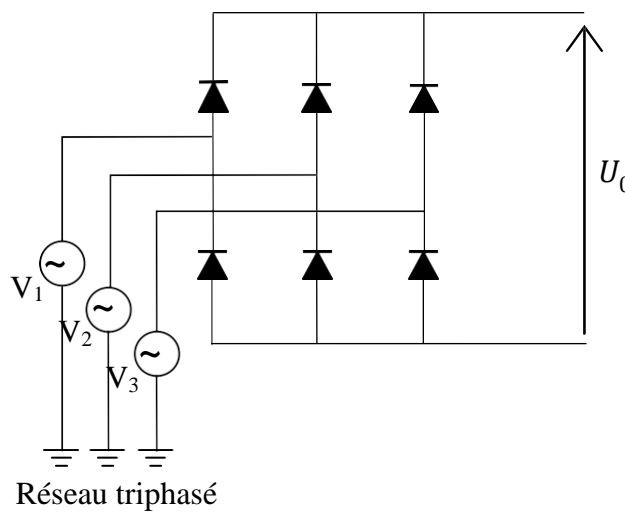 U₀
V₁
V₂
V₃
Réseau triphasé